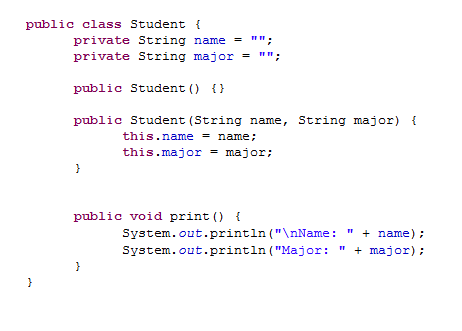 public class Student {
private String name = "";
private String major = "";
public Student() {}
public Student(String name, String major) {
this.name = name;
this.major = major;
}
public void print() {
System.out.println("\nName: " + name);
System.out.println("Major: " + major);
}
}